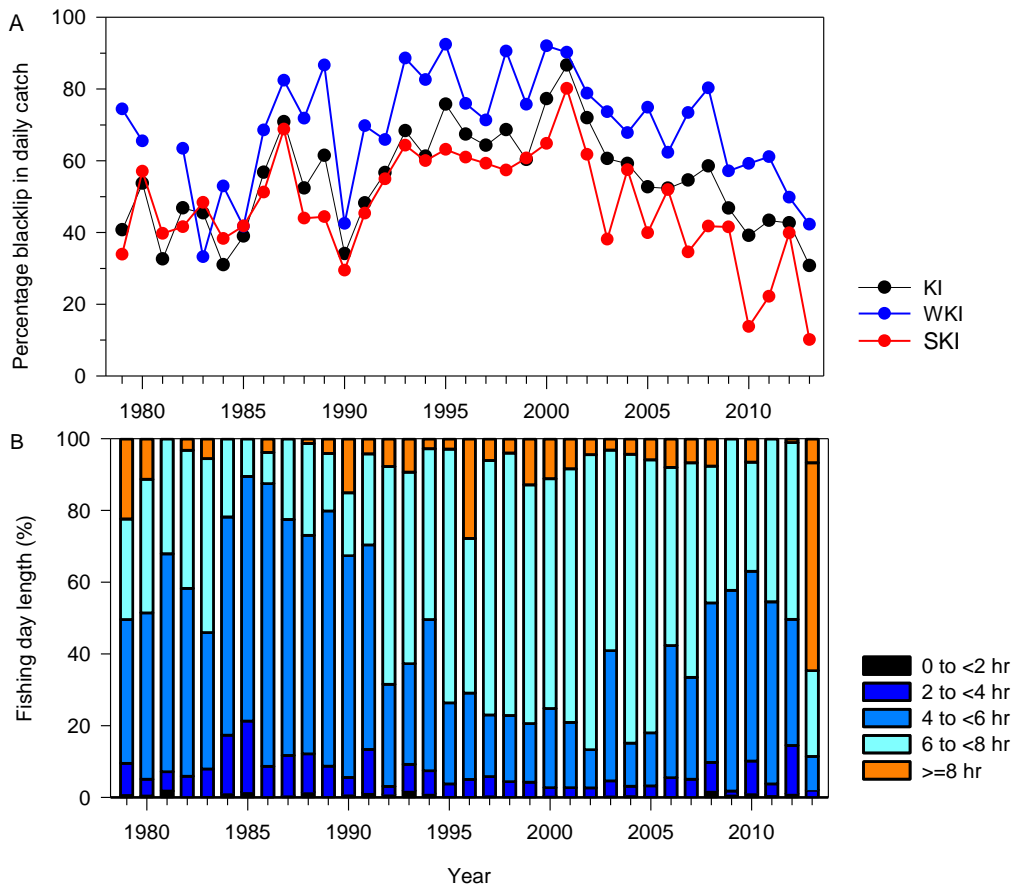 A
Percentage blacklip in daily catch
100
80
60
40
20
0
1980 1985 1990 1995 2000 2005 2010
KI
WKI
SKI
B
Fishing day length (%)
100
80
60
40
20
0
1980 1985 1990 1995 2000 2005 2010
Year
0 to <2 hr
2 to <4 hr
4 to <6 hr
6 to <8 hr
>=8 hr